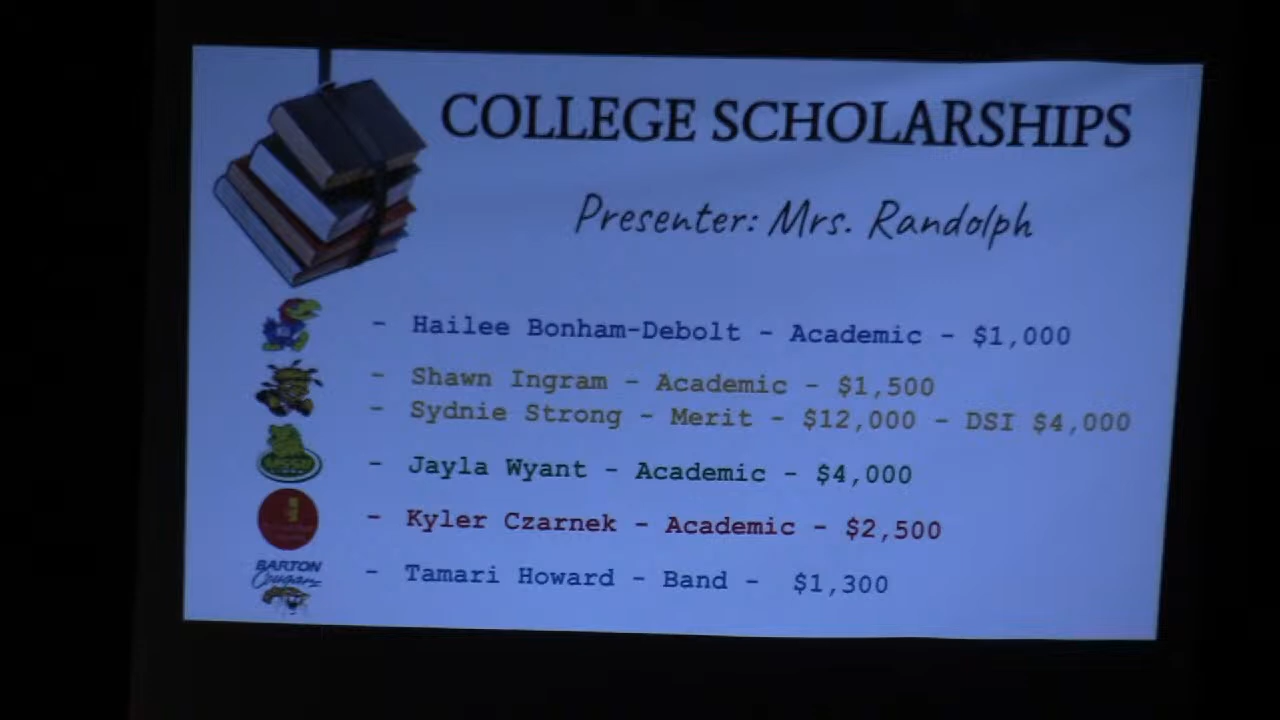 COLLEGE SCHOLARSHIPS
Presenter: Mrs. Randolph
- Hailee Bonham-Debolt - Academic - $1,000
- Shawn Ingram - Academic - $1,500
- Sydnie Strong - Merit - $12,000 - DSI $4,000
- Jayla Wyant - Academic - $4,000
- Kyler Czarnek - Academic - $2,500
BARTON
Cougars
- Tamari Howard - Band - $1,300